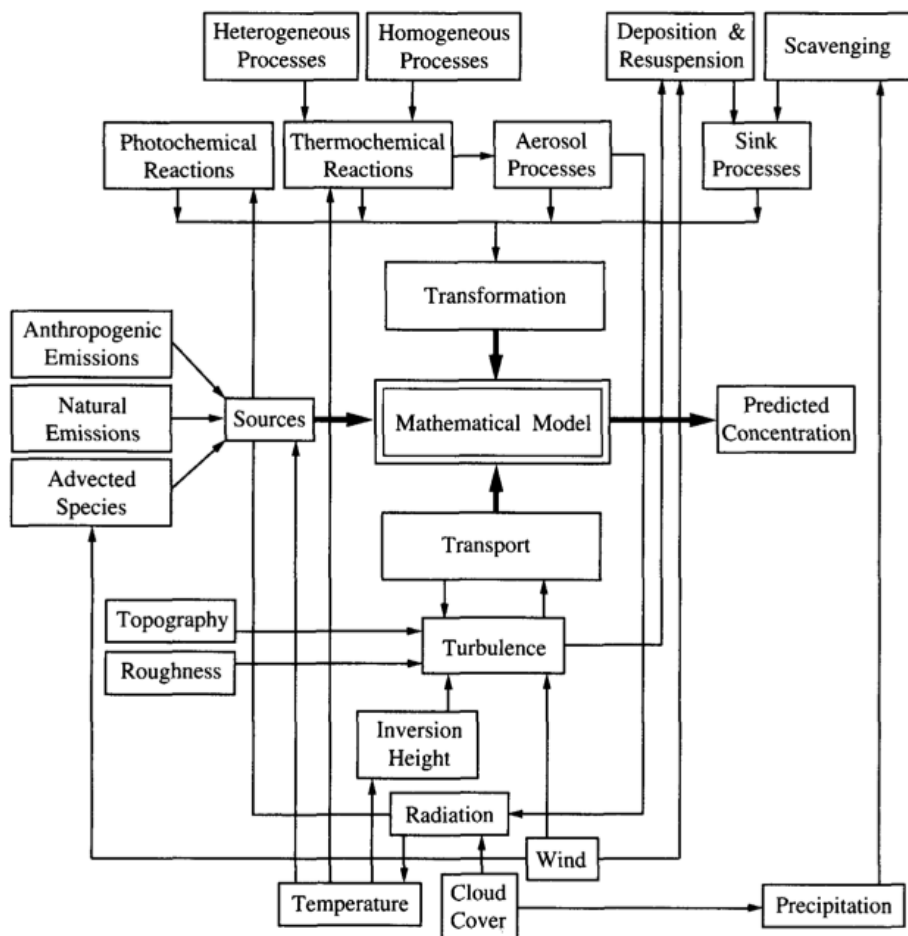 Heterogeneous
Processes
Homogeneous
Processes
Deposition &
Resuspension
Scavenging
Photochemical
Reactions
Thermochemical
Reactions
Aerosol
Processes
Sink
Processes
Transformation
Anthropogenic
Emissions
Natural
Emissions
Advected
Species
Sources
Mathematical Model
Predicted
Concentration
Transport
Topography
Roughness
Turbulence
Inversion
Height
Radiation
Wind
Temperature
Cloud
Cover
Precipitation